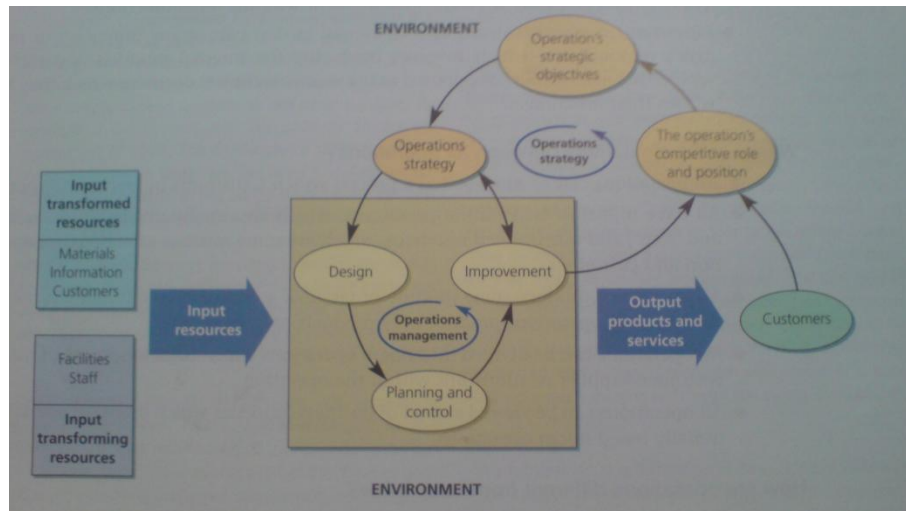 ENVIRONMENT
Operation's
strategic
objectives
Operations
strategy
Operations
strategy
The operation's
competitive role
and position
Input
transformed
resources
Materials
Information
Customers
Design
Improvement
Input
resources
Operations
management
Output
products and
services
Customers
Facilities
Staff
Planning and
control
Input
transforming
resources
ENVIRONMENT